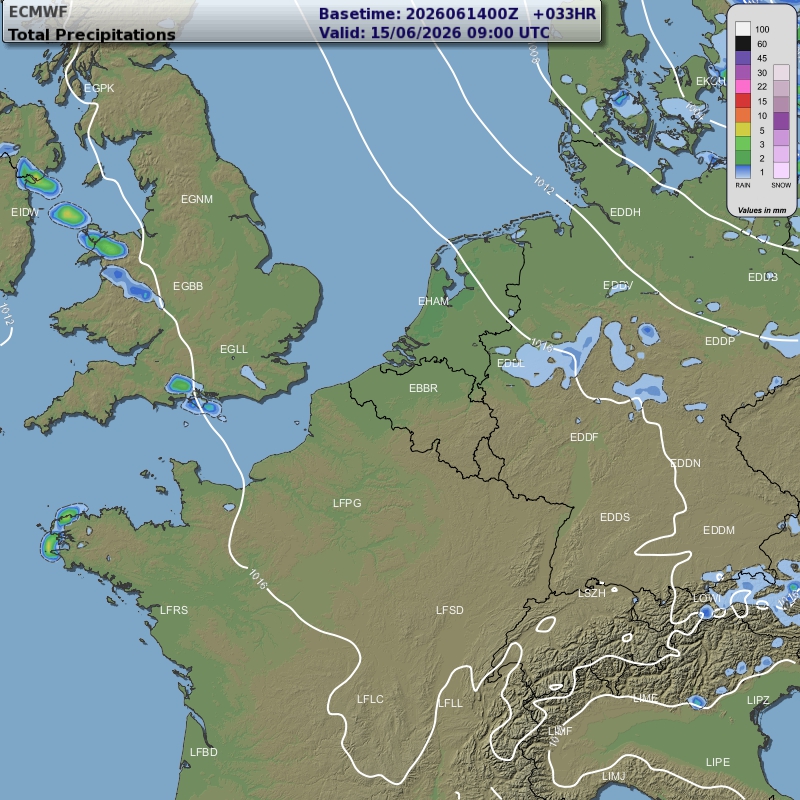 ECMWF
Basetime: 2026061400Z +033HR
Total Precipitations
Valid: 15/06/2026 09:00 UTC
100
60
45
30
22
15
10
5
3
2
1
RAIN
SNOW
Values in mm
1008
EGPK
1012
EGNM
EIDW
EDDH
EGBB
EDDV
EDDB
EHAM
1012
1016
EDDP
EGLL
EDDL
EBBR
EDDF
EDDN
LFPG
EDDS
EDDM
1016
LSZH
LOWI
LFRS
LFSD
LFLC
LFLL
LIME
LIPZ
LIMF
LFBD
LIPE
LIMJ